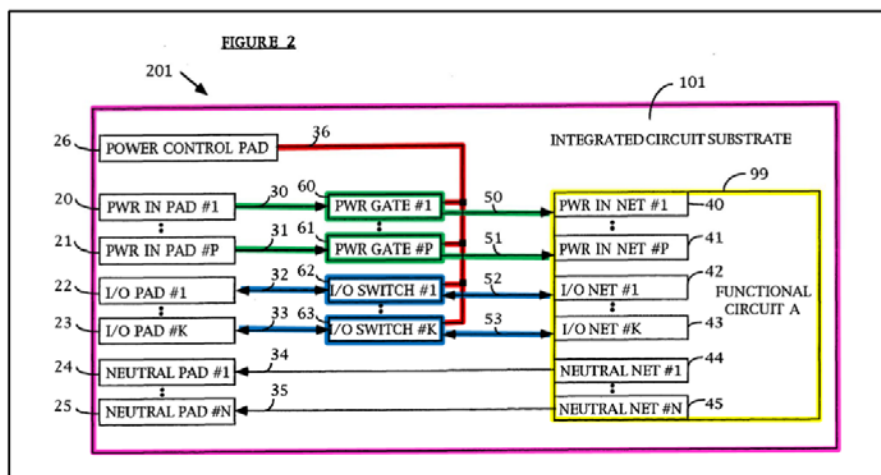 FIGURE 2
201
101
26 POWER CONTROL PAD 36 INTEGRATED CIRCUIT SUBSTRATE
99
20 PWR IN PAD #1 30 60 PWR GATE #1 50 PWR IN NET #1 40
21 PWR IN PAD #P 31 61 PWR GATE #P 51 PWR IN NET #P 41
22 I/O PAD #1 32 62 I/O SWITCH #1 52 I/O NET #1 42
FUNCTIONAL
CIRCUIT A
23 I/O PAD #K 33 63 I/O SWITCH #K 53 I/O NET #K 43
24 NEUTRAL PAD #1 34 NEUTRAL NET #1 44
25 NEUTRAL PAD #N 35 NEUTRAL NET #N 45